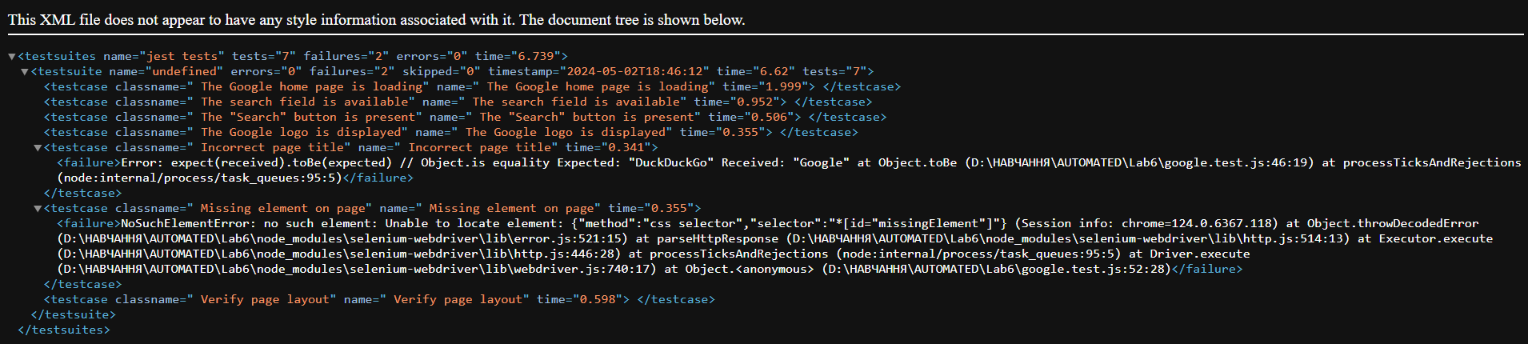 This XML file does not appear to have any style information associated with it. The document tree is shown below.
▼<testsuites name="jest tests" tests="7" failures="2" errors="0" time="6.739">
▼<testsuite name="undefined" errors="0" failures="2" skipped="0" timestamp="2024-05-02T18:46:12" time="6.62" tests="7">
<testcase classname=" The Google home page is loading" name=" The Google home page is loading" time="1.999"> </testcase>
<testcase classname=" The search field is available" name=" The search field is available" time="0.952"> </testcase>
<testcase classname=" The "Search" button is present" name=" The "Search" button is present" time="0.506"> </testcase>
<testcase classname=" The Google logo is displayed" name=" The Google logo is displayed" time="0.355"> </testcase>
▼<testcase classname=" Incorrect page title" name=" Incorrect page title" time="0.341">
<failure>Error: expect(received).toBe(expected) // Object.is equality Expected: "DuckDuckGo" Received: "Google" at Object.toBe (D:\НАВЧАННЯ\AUTOMATED\Lab6\google.test.js:46:19) at processTicksAndRejections
(node:internal/process/task_queues:95:5)</failure>
</testcase>
▼<testcase classname=" Missing element on page" name=" Missing element on page" time="0.355">
<failure>NoSuchElementError: no such element: Unable to locate element: {"method":"css selector","selector":"*[id="missingElement"]"} (Session info: chrome=124.0.6367.118) at Object.throwDecodedError
(D:\НАВЧАННЯ\AUTOMATED\Lab6\node_modules\selenium-webdriver\lib\error.js:521:15) at parseHttpResponse (D:\НАВЧАННЯ\AUTOMATED\Lab6\node_modules\selenium-webdriver\lib\http.js:514:13) at Executor.execute
(D:\НАВЧАННЯ\AUTOMATED\Lab6\node_modules\selenium-webdriver\lib\http.js:446:28) at processTicksAndRejections (node:internal/process/task_queues:95:5) at Driver.execute
(D:\НАВЧАННЯ\AUTOMATED\Lab6\node_modules\selenium-webdriver\lib\webdriver.js:740:17) at Object.<anonymous> (D:\НАВЧАННЯ\AUTOMATED\Lab6\google.test.js:52:28)</failure>
</testcase>
<testcase classname=" Verify page layout" name=" Verify page layout" time="0.598"> </testcase>
</testsuite>
</testsuites>